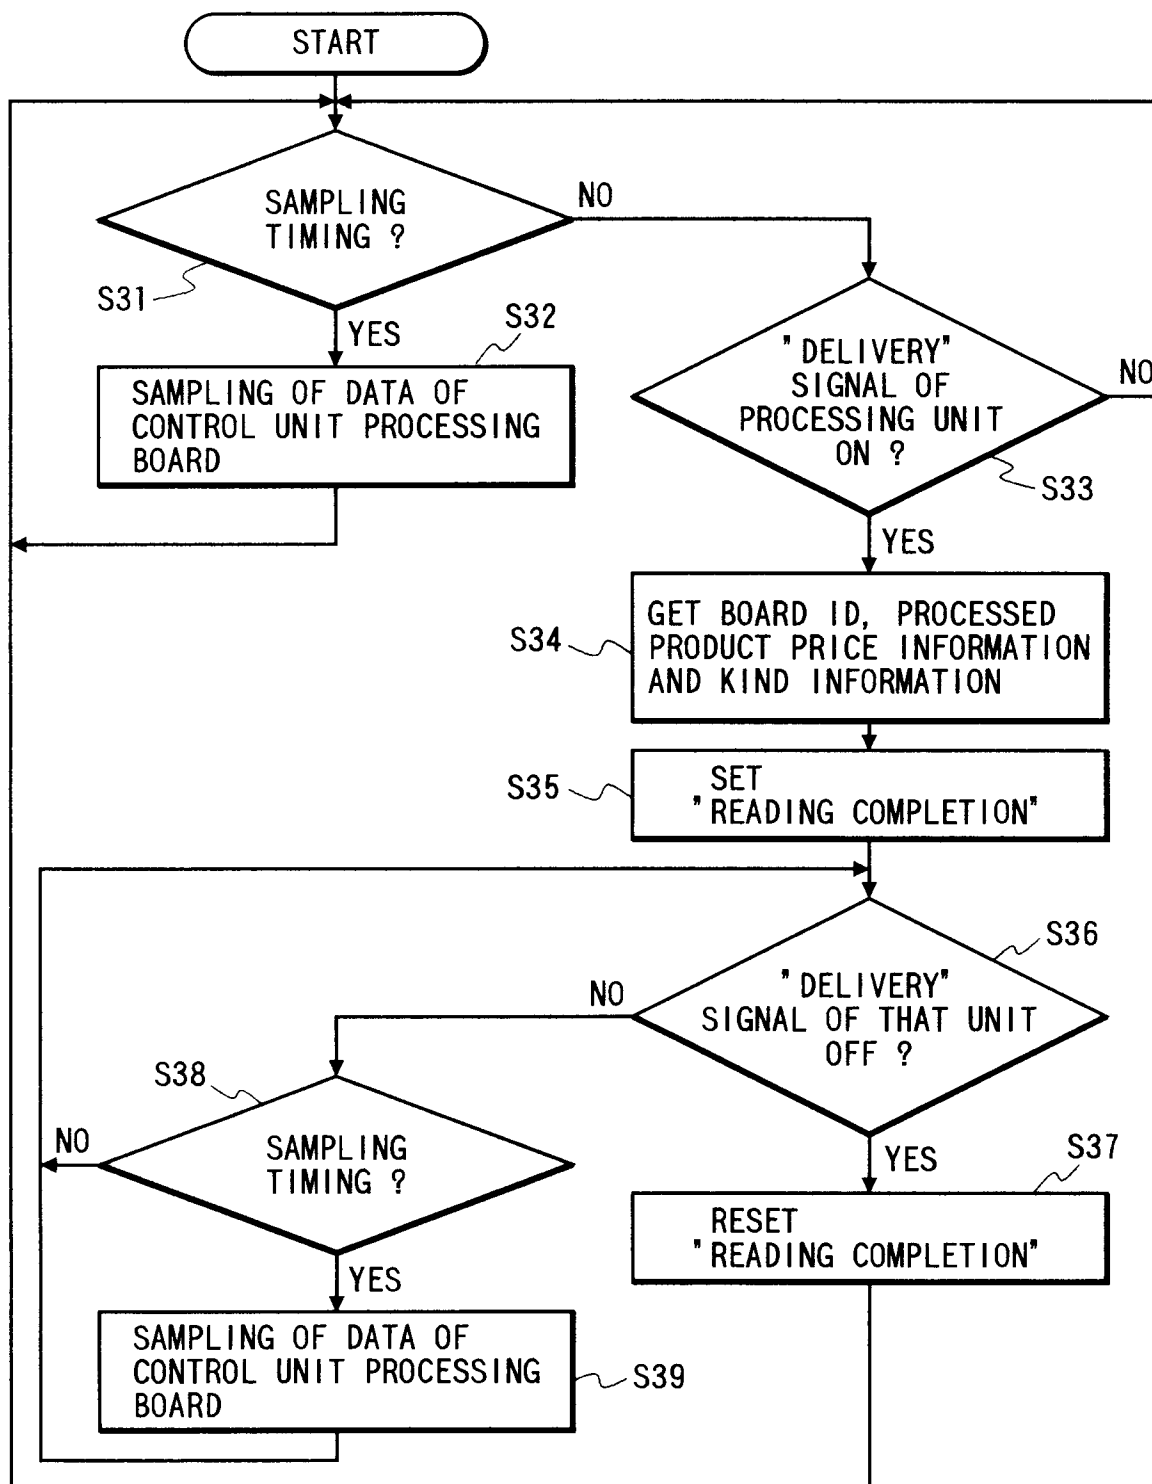 START
SAMPLING
TIMING ?
NO
S31
YES
S32
SAMPLING OF DATA OF
CONTROL UNIT PROCESSING
BOARD
"DELIVERY"
SIGNAL OF
PROCESSING UNIT
ON ?
NO
S33
YES
S34
GET BOARD ID, PROCESSED
PRODUCT PRICE INFORMATION
AND KIND INFORMATION
S35
SET
"READING COMPLETION"
S36
"DELIVERY"
SIGNAL OF THAT UNIT
OFF ?
NO
S38
SAMPLING
TIMING ?
NO
YES
S37
RESET
"READING COMPLETION"
YES
SAMPLING OF DATA OF
CONTROL UNIT PROCESSING
BOARD
S39